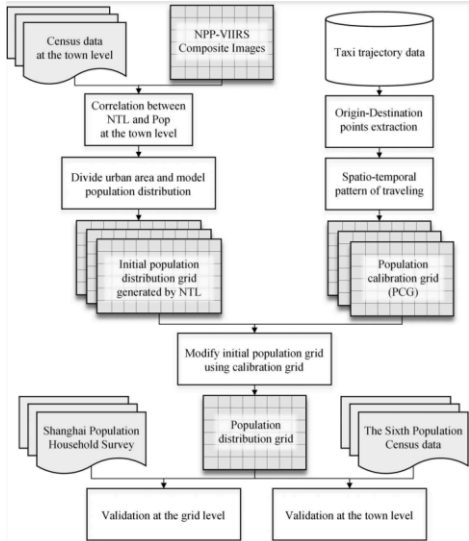 Census data
at the town level
NPP-VIIRS
Composite Images
Taxi trajectory data
Correlation between
NTL and Pop
at the town level
Origin-Destination
points extraction
Divide urban area and model
population distribution
Spatio-temporal
pattern of traveling
Initial population
distribution grid
generated by NTL
Population
calibration grid
(PCG)
Modify initial population grid
using calibration grid
Shanghai Population
Household Survey
Population
distribution grid
The Sixth Population
Census data
Validation at the grid level
Validation at the town level